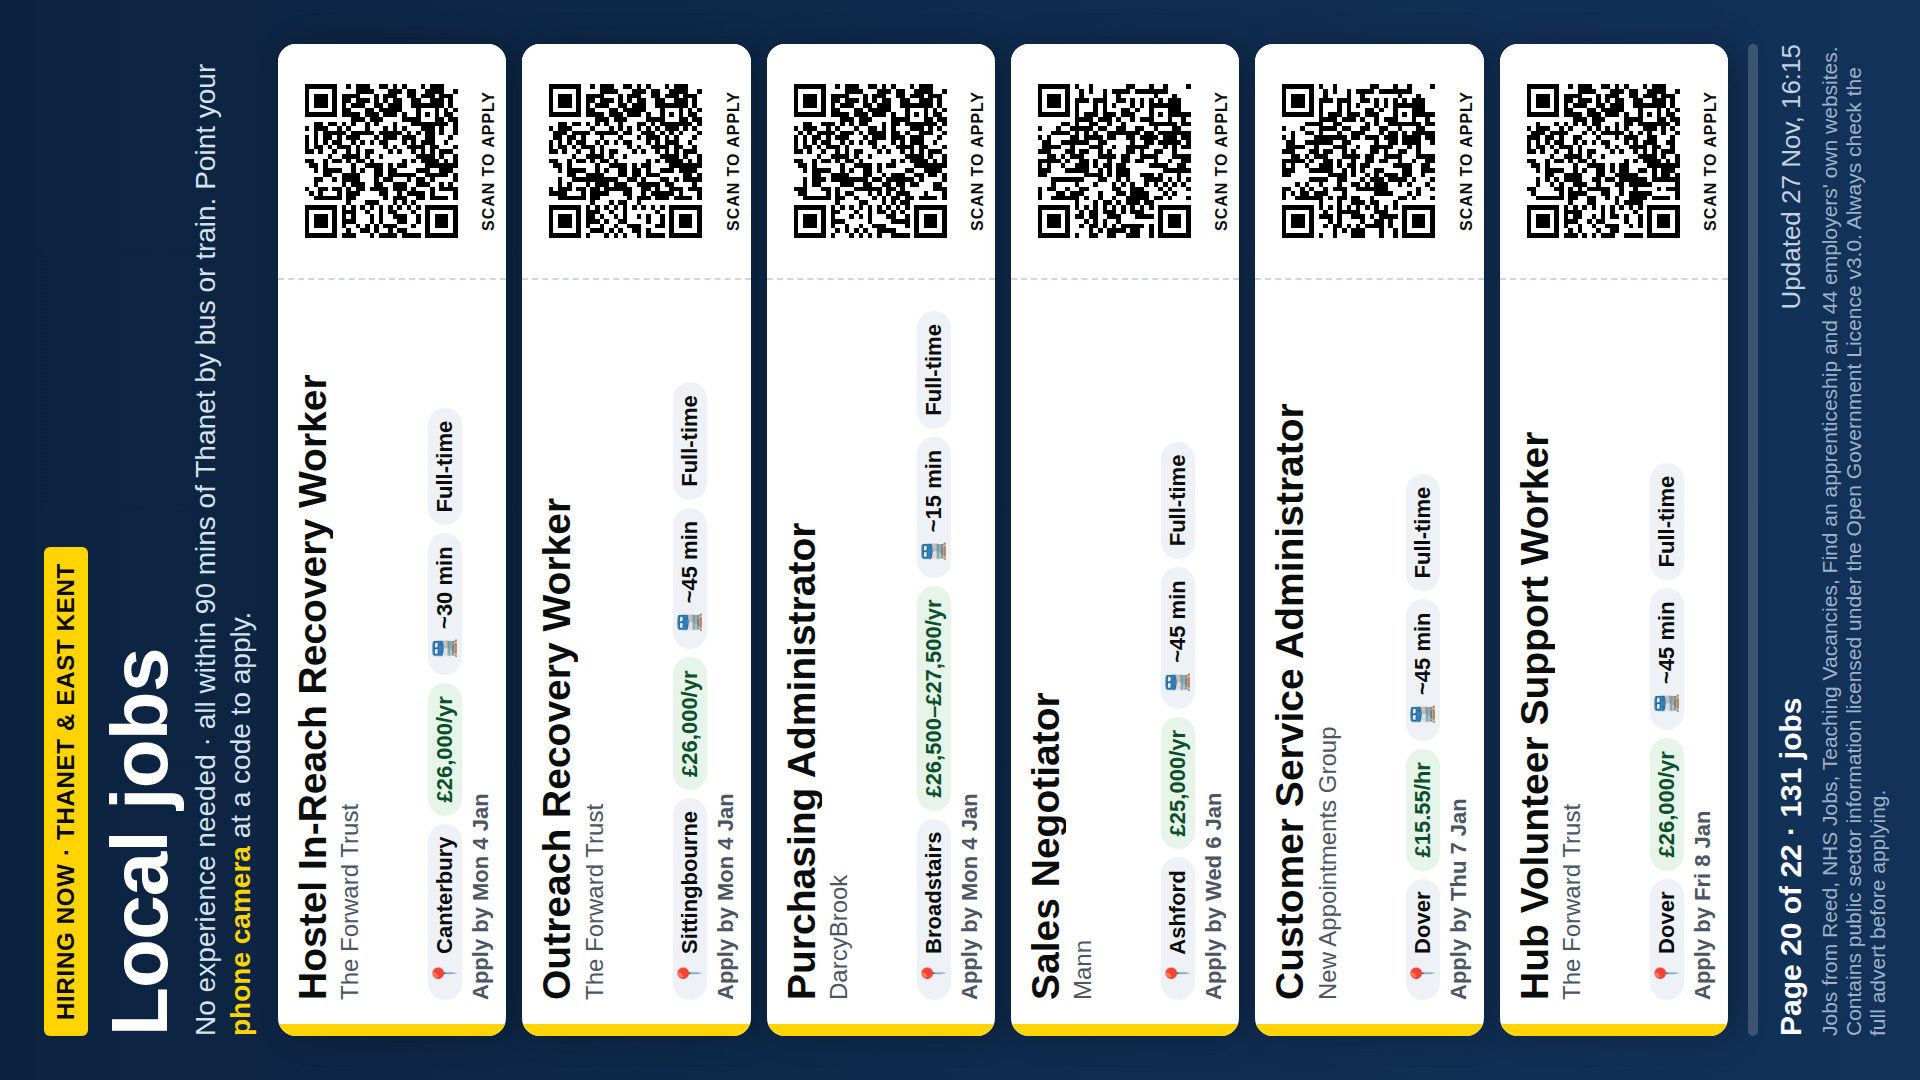 HIRING NOW · THANET & EAST KENT
Local jobs
No experience needed · all within 90 mins of Thanet by bus or train. Point your
phone camera at a code to apply.
Hostel In-Reach Recovery Worker
The Forward Trust
Canterbury £26,000/yr ~30 min Full-time
Apply by Mon 4 Jan
SCAN TO APPLY
Outreach Recovery Worker
The Forward Trust
Sittingbourne £26,000/yr ~45 min Full-time
Apply by Mon 4 Jan
SCAN TO APPLY
Purchasing Administrator
DarcyBrook
Broadstairs £26,500–£27,500/yr ~15 min Full-time
Apply by Mon 4 Jan
SCAN TO APPLY
Sales Negotiator
Mann
Ashford £25,000/yr ~45 min Full-time
Apply by Wed 6 Jan
SCAN TO APPLY
Customer Service Administrator
New Appointments Group
Dover £15.55/hr ~45 min Full-time
Apply by Thu 7 Jan
SCAN TO APPLY
Hub Volunteer Support Worker
The Forward Trust
Dover £26,000/yr ~45 min Full-time
Apply by Fri 8 Jan
SCAN TO APPLY
Page 20 of 22 · 131 jobs Updated 27 Nov, 16:15
Jobs from Reed, NHS Jobs, Teaching Vacancies, Find an apprenticeship and 44 employers' own websites.
Contains public sector information licensed under the Open Government Licence v3.0. Always check the
full advert before applying.